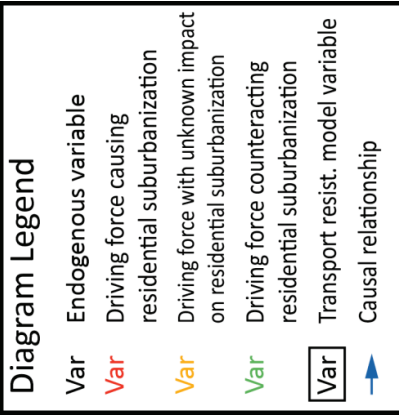 Diagram Legend
Var Endogenous variable
Var Driving force causing
residential suburbanization
Var Driving force with unknown impact
on residential suburbanization
Var Driving force counteracting
residential suburbanization
Var Transport resist. model variable
Causal relationship